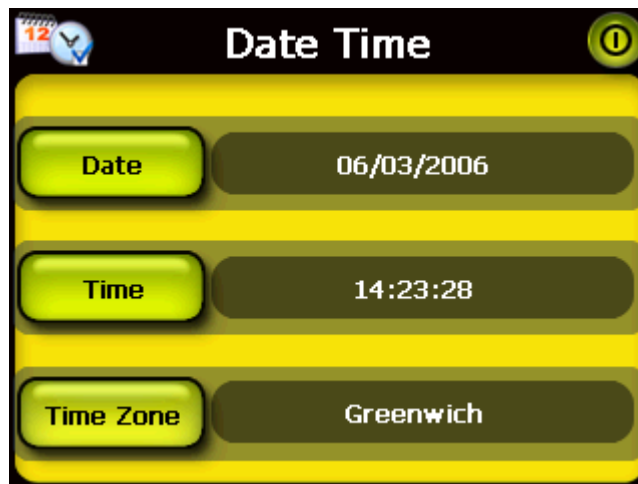 12
Date Time
Date 06/03/2006
Time 14:23:28
Time Zone Greenwich